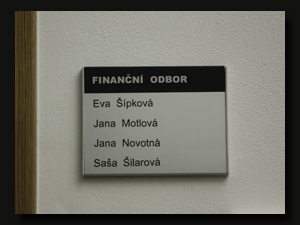 FINANČNÍ ODBOR
Eva Šípková
Jana Motlová
Jana Novotná
Saša Šilarová